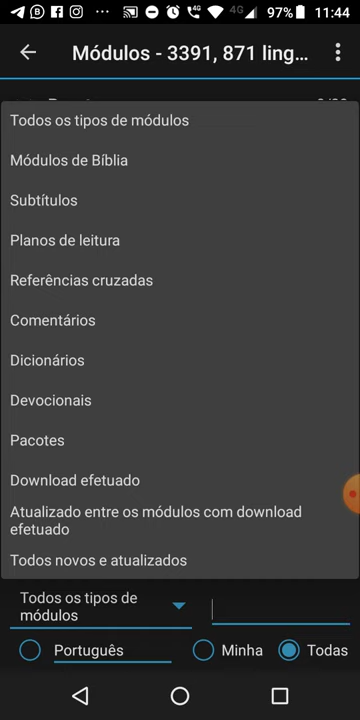 4G
4G
97%
11:44
Módulos - 3391, 871 ling...
Todos os tipos de módulos
Módulos de Bíblia
Subtítulos
Planos de leitura
Referências cruzadas
Comentários
Dicionários
Devocionais
Pacotes
Download efetuado
Atualizado entre os módulos com download
efetuado
Todos novos e atualizados
Todos os tipos de
módulos
Português
Minha
Todas